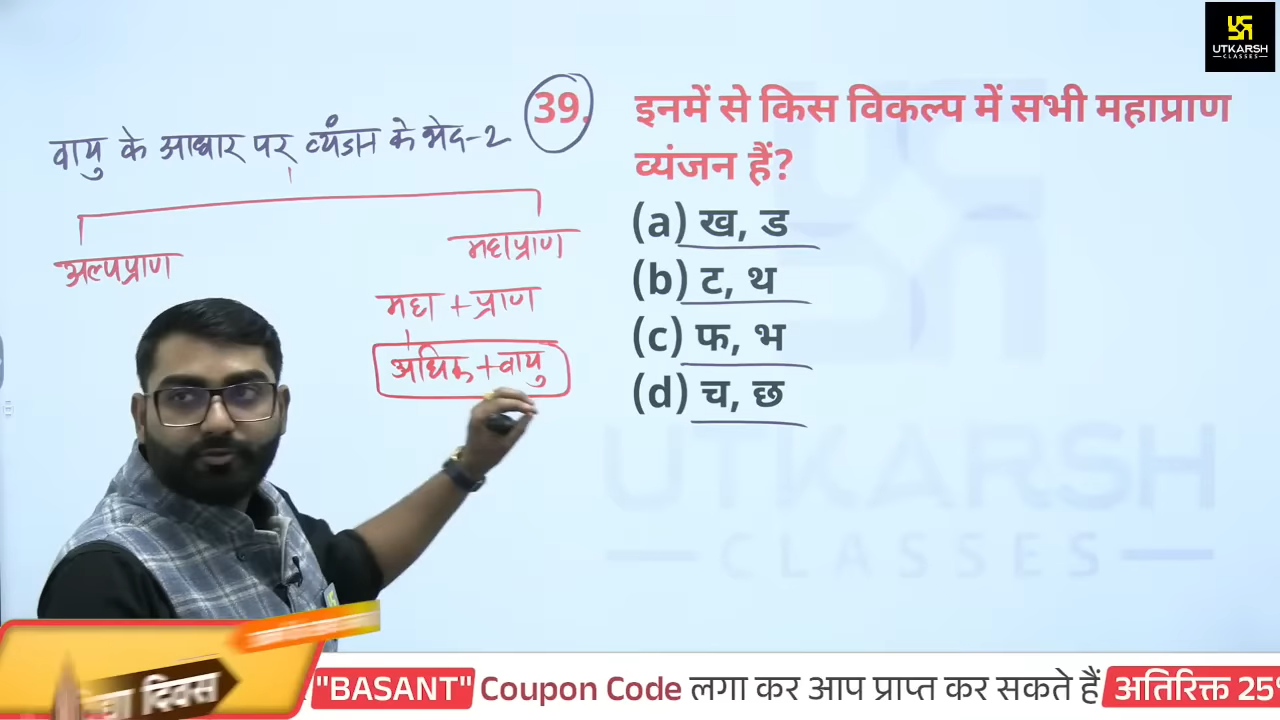 UTKARSH
CLASSES
वायु के आधार पर व्यंजन के भेद-2
अल्पप्राण
महाप्राण
महा + प्राण
अधिक + वायु
39. इनमें से किस विकल्प में सभी महाप्राण
व्यंजन हैं?
(a) ख, ड
(b) ट, थ
(c) फ, भ
(d) च, छ
UTKARSH
CLASSES
दिवस
"BASANT" Coupon Code लगा कर आप प्राप्त कर सकते हैं अतिरिक्त 25%